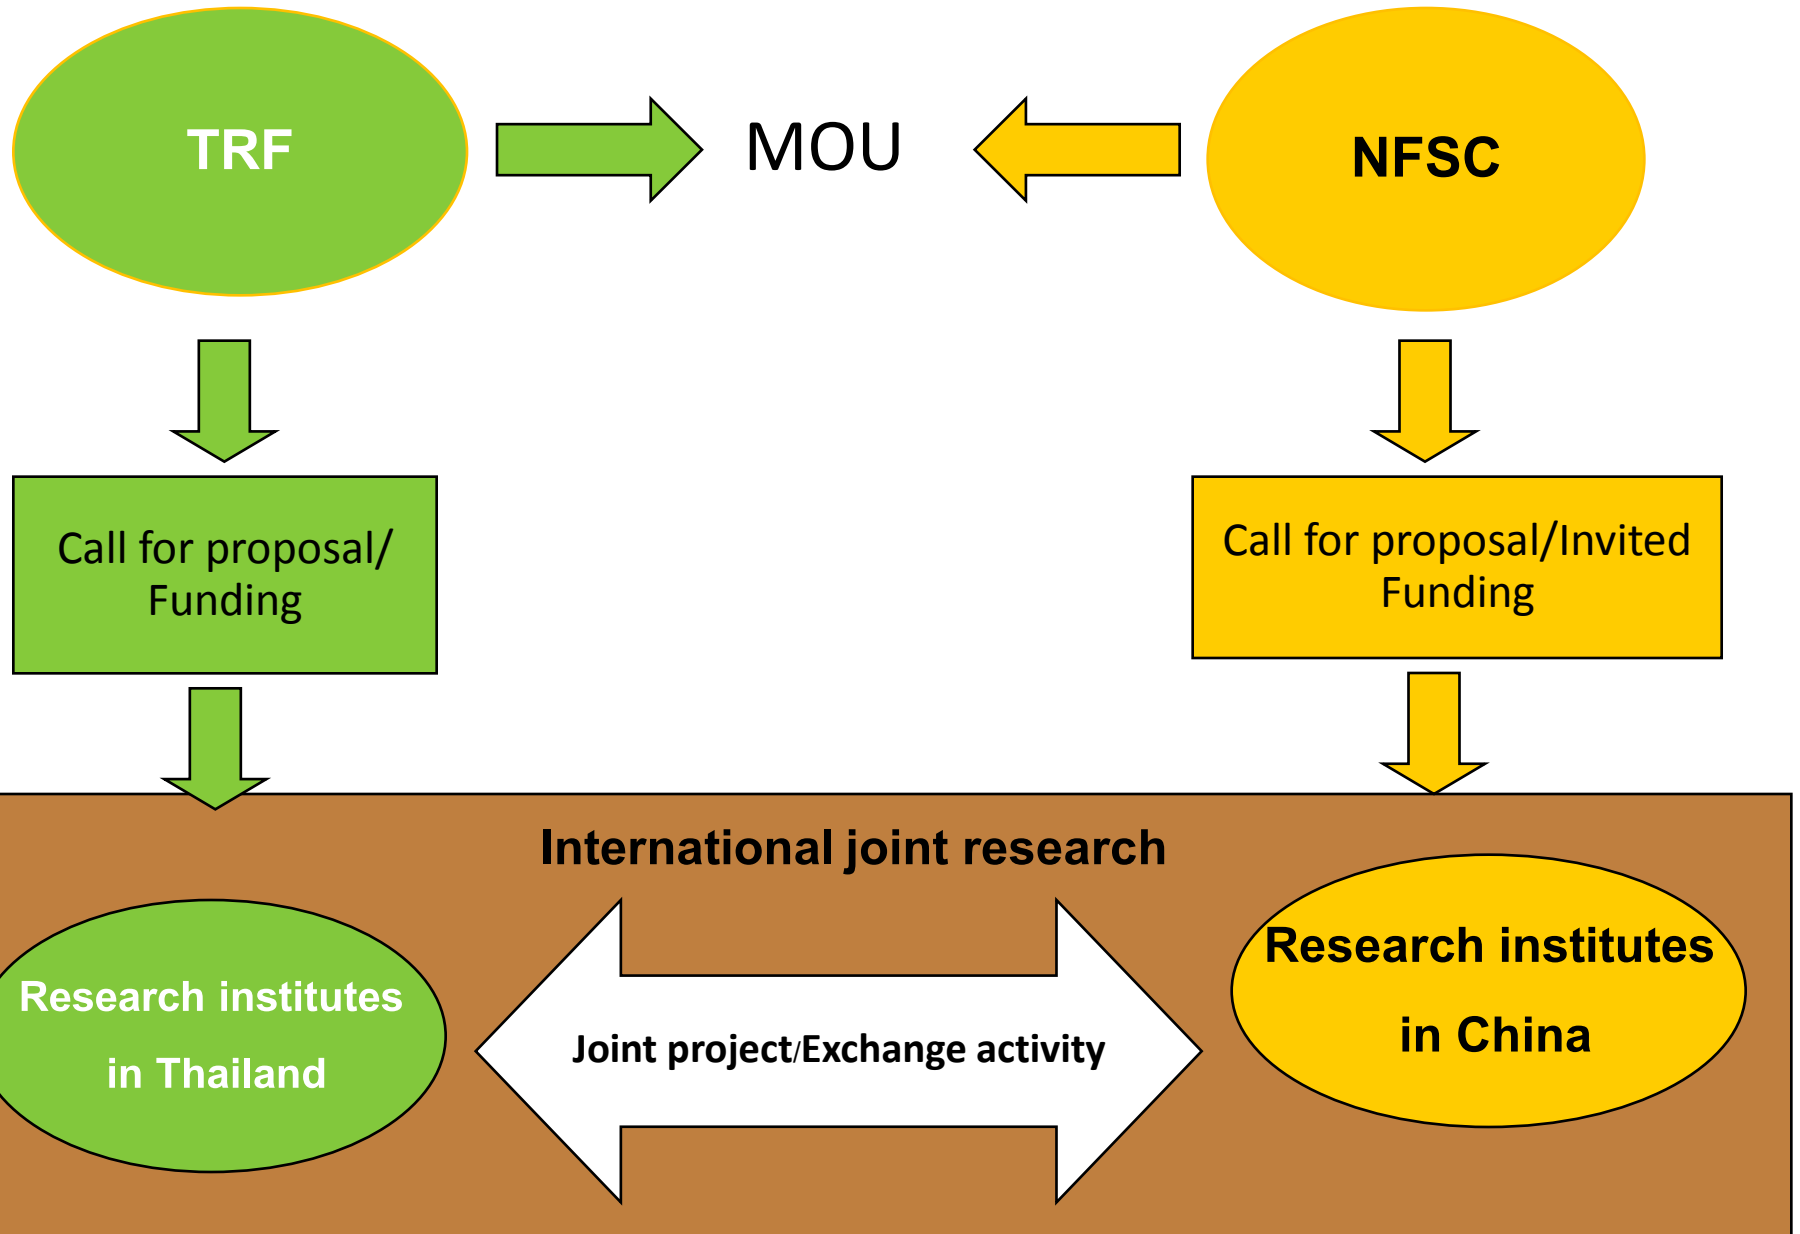 TRF
MOU
NFSC
Call for proposal/
Funding
Call for proposal/Invited
Funding
International joint research
Research institutes
in Thailand
Joint project/Exchange activity
Research institutes
in China